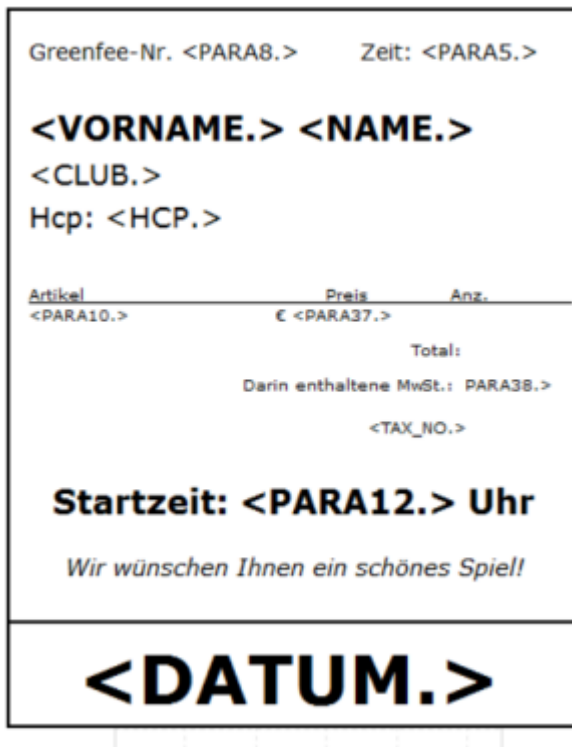 Greenfee-Nr. <PARA8.> Zeit: <PARA5.>
<VORNAME.> <NAME.>
<CLUB.>
Hcp: <HCP.>
Artikel Preis Anz.
<PARA10.> € <PARA37.>
Total:
Darin enthaltene MwSt.: PARA38.>
<TAX_NO.>
Startzeit: <PARA12.> Uhr
Wir wünschen Ihnen ein schönes Spiel!
<DATUM.>